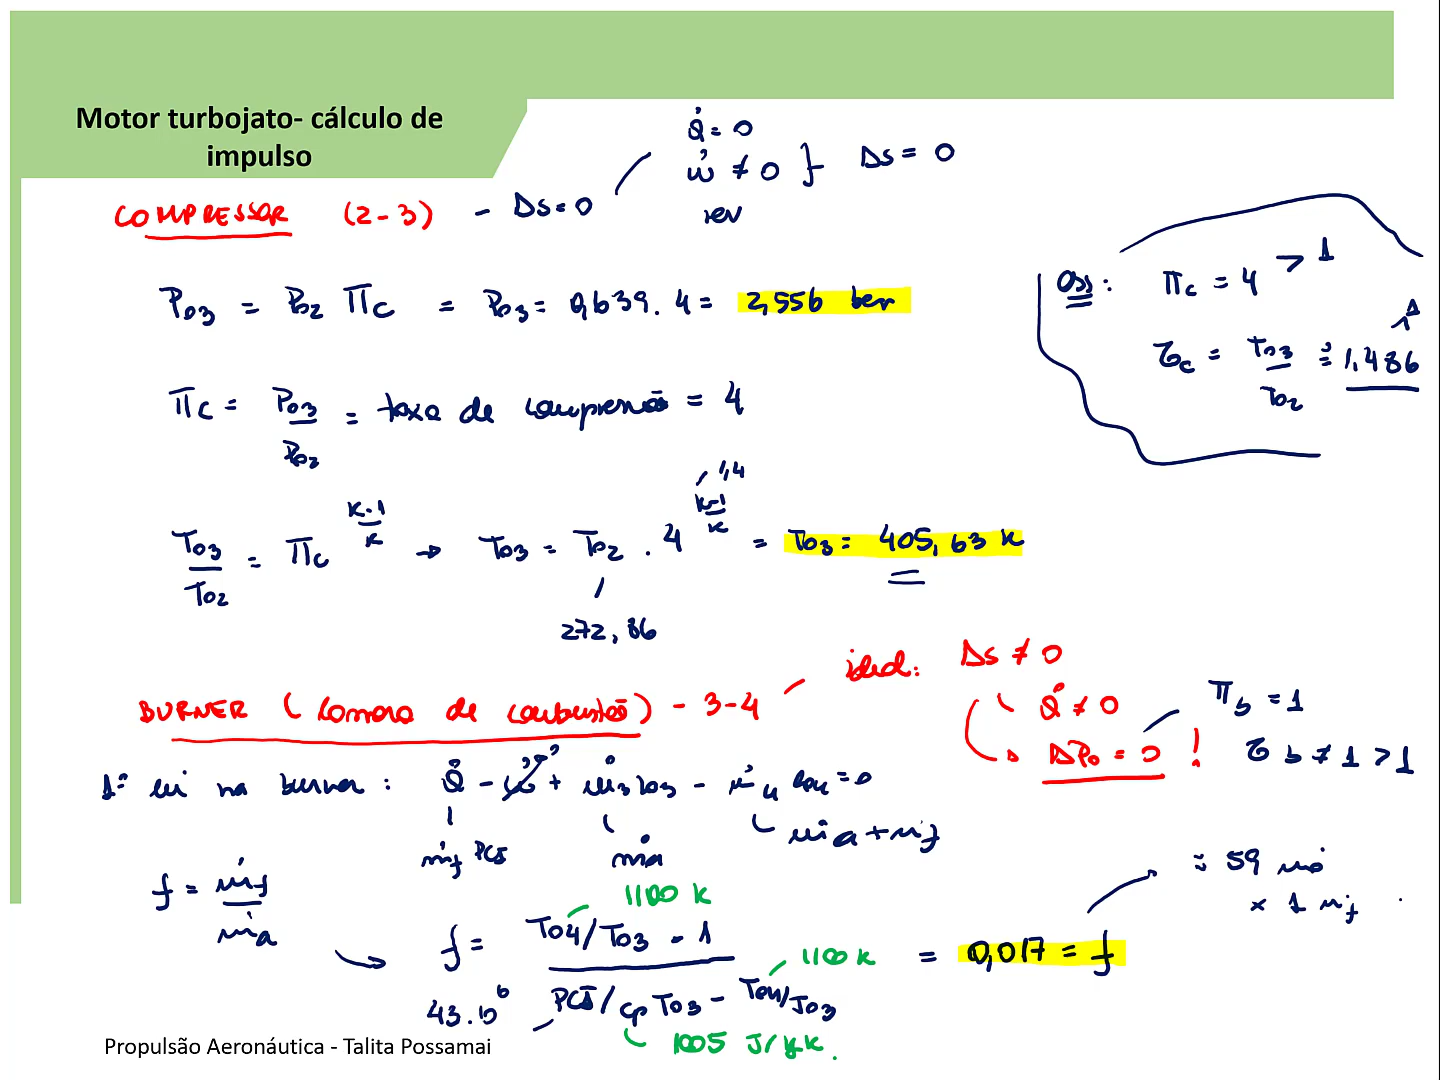 Motor turbojato- cálculo de
impulso
Q̇ = 0
ẇ ≠ 0 } Δs = 0
rev
COMPRESSOR (2-3) - Δs=0
P03 = P02 πc = P03 = 0,639. 4 = 2,556 bar
Obs: πc = 4 > 1
τc = T03/T02 = 1,486 > 1
πc = P03/P02 = taxa de compressão = 4
T03/T02 = πc^(k-1/k) → T03 = T02 . 4^(k-1/k) = T03 = 405,63 K
1,4
272,86
BURNER (Câmara de combustão) - 3-4
ideal: Δs ≠ 0
Q̇ ≠ 0
ΔP0 = 0 !
πb = 1
τb ≠ 1 > 1
1ª lei na burner: Q̇ - ẇ + ṁ3 h03 - ṁ4 h04 = 0
ṁf PCI
ṁa
ṁa + ṁf
f = ṁf/ṁa
1100 K
f = T04/T03 - 1 / PCI/cp T03 - T04/T03 = 0,017 = f
1100 K
≈ 59 ṁa
x 1 ṁf
43.10^6
1005 J/kg K.
Propulsão Aeronáutica - Talita Possamai